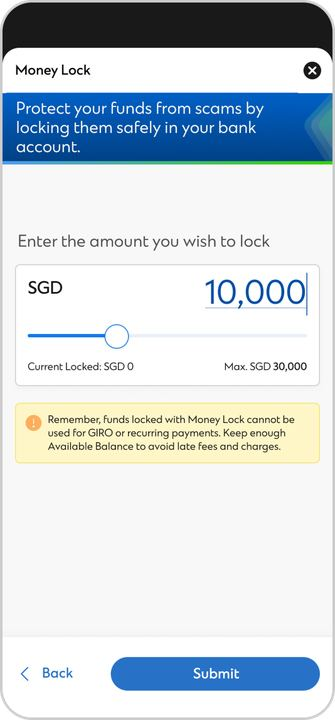 Money Lock
Protect your funds from scams by
locking them safely in your bank
account.
Enter the amount you wish to lock
SGD
10,000
Current Locked: SGD 0
Max. SGD 30,000
Remember, funds locked with Money Lock cannot be
used for GIRO or recurring payments. Keep enough
Available Balance to avoid late fees and charges.
Back
Submit